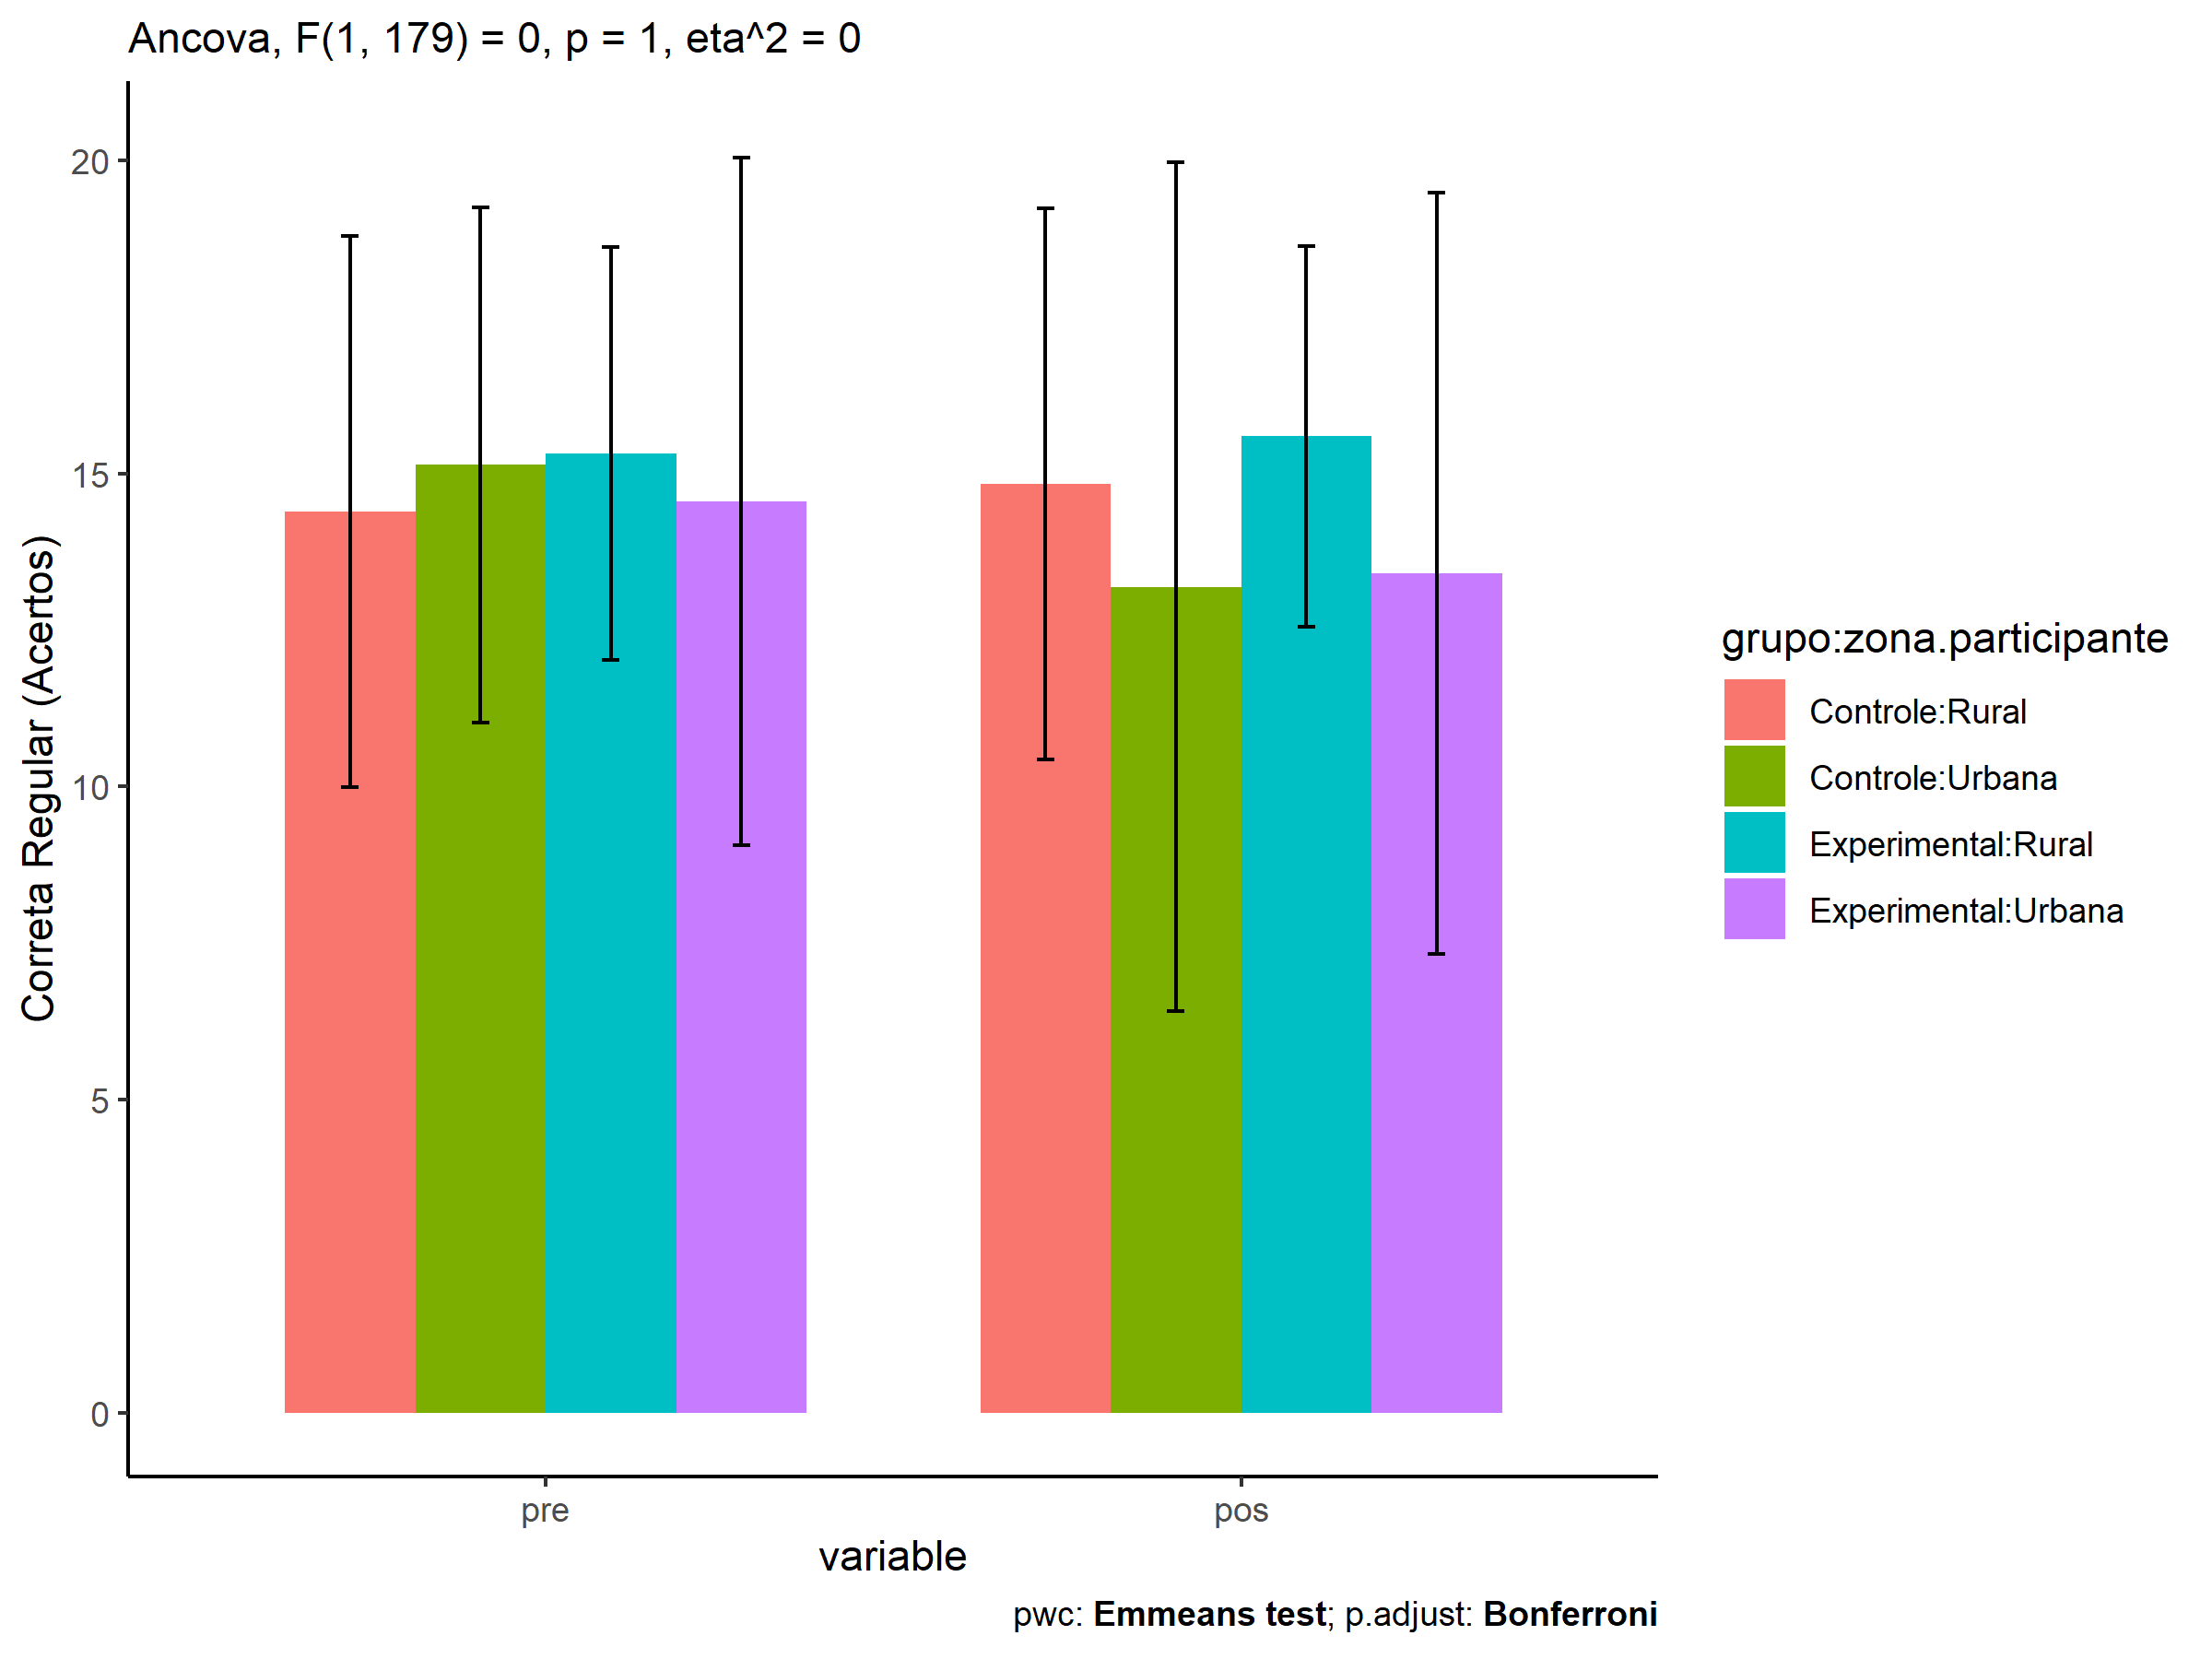 Ancova, F(1, 179) = 0, p = 1, eta^2 = 0
Correta Regular (Acertos)
20
15
10
5
0
pre
pos
variable
grupo:zona.participante
Controle:Rural
Controle:Urbana
Experimental:Rural
Experimental:Urbana
pwc: Emmeans test; p.adjust: Bonferroni